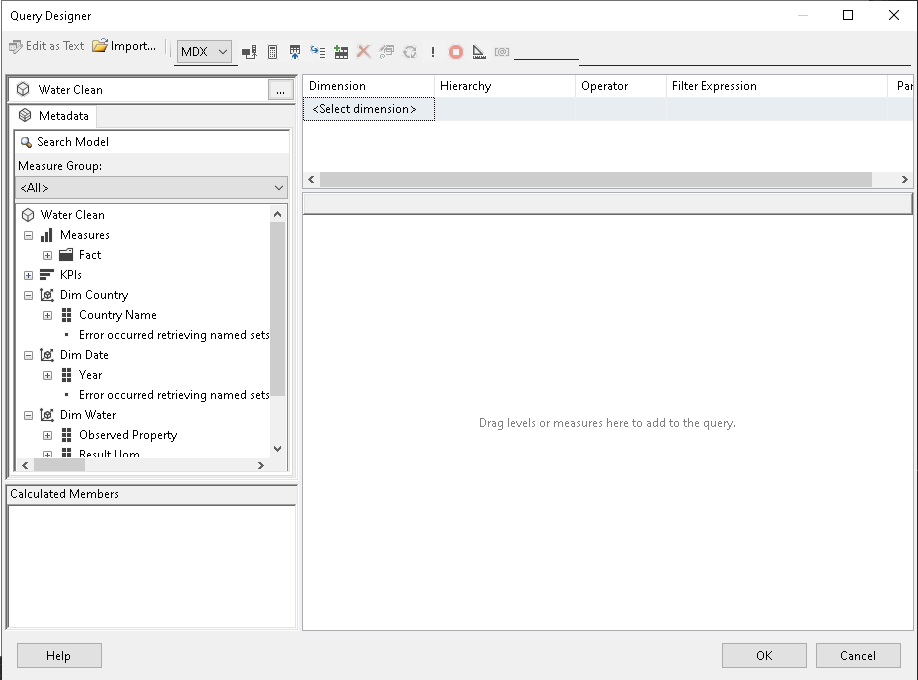 Query Designer
Edit as Text
Import...
MDX
Water Clean
...
Metadata
Search Model
Measure Group:
<All>
Water Clean
Measures
Fact
KPIs
Dim Country
Country Name
Error occurred retrieving named sets
Dim Date
Year
Error occurred retrieving named sets
Dim Water
Observed Property
Result Uom
Calculated Members
Dimension Hierarchy Operator Filter Expression Par
<Select dimension>
Drag levels or measures here to add to the query.
Help OK Cancel